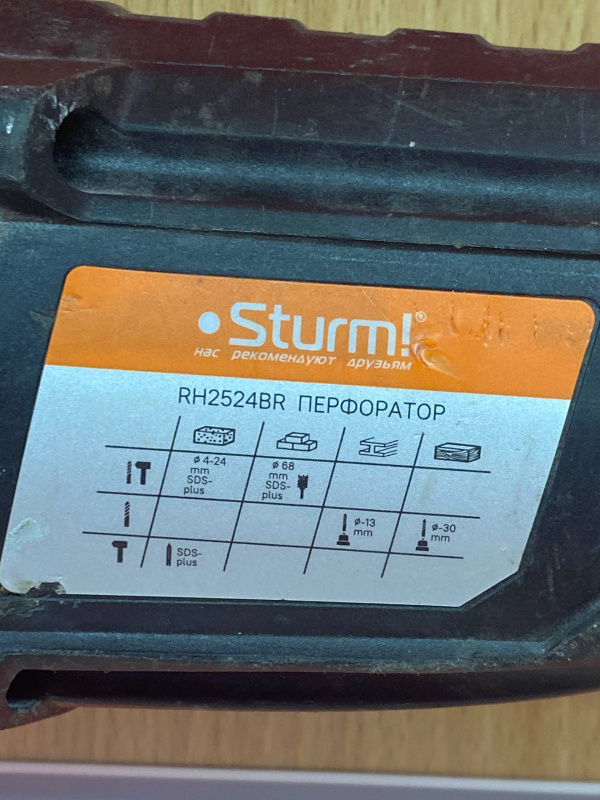 Sturm!®
нас рекомендуют друзьям
RH2524BR ПЕРФОРАТОР
ø 4-24
mm
SDS-
plus
ø 68
mm
SDS-
plus
ø-13
mm
ø-30
mm
SDS-
plus